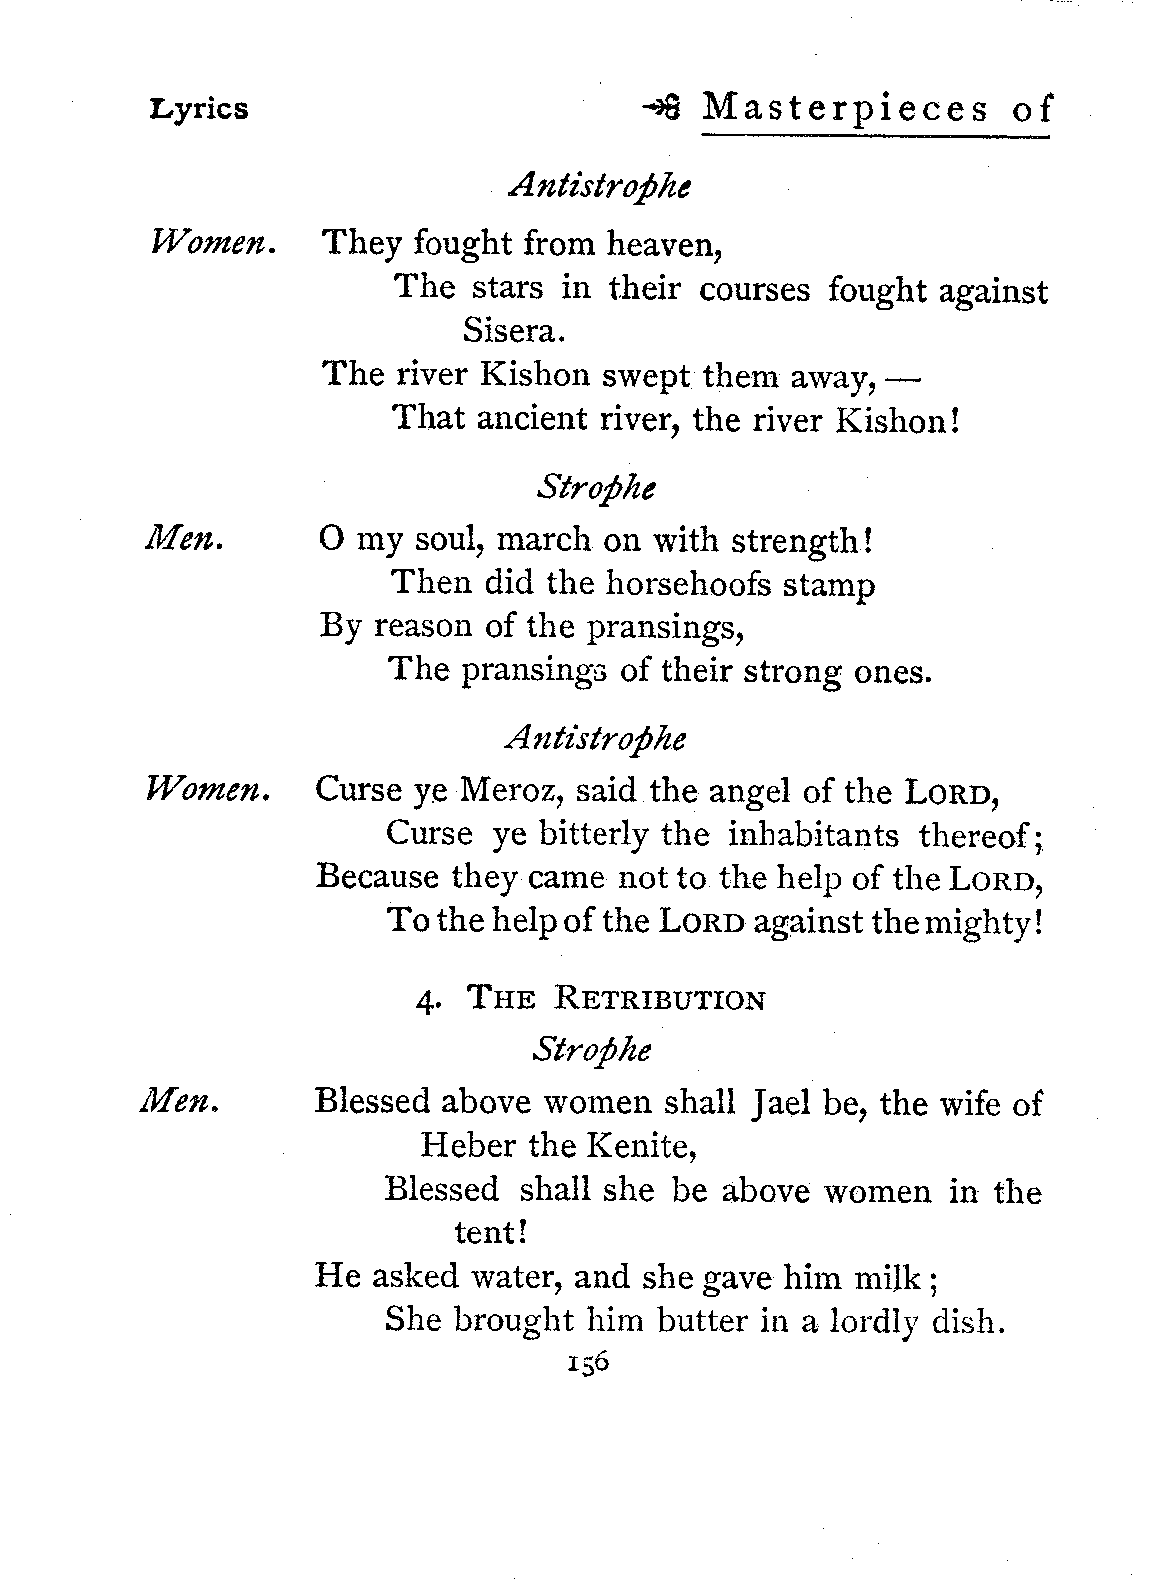 Lyrics Masterpieces of
Antistrophe
Women. They fought from heaven,
The stars in their courses fought against
Sisera.
The river Kishon swept them away, —
That ancient river, the river Kishon!
Strophe
Men. O my soul, march on with strength!
Then did the horsehoofs stamp
By reason of the pransings,
The pransings of their strong ones.
Antistrophe
Women. Curse ye Meroz, said the angel of the LORD,
Curse ye bitterly the inhabitants thereof;
Because they came not to the help of the LORD,
To the help of the LORD against the mighty!
4. THE RETRIBUTION
Strophe
Men. Blessed above women shall Jael be, the wife of
Heber the Kenite,
Blessed shall she be above women in the
tent!
He asked water, and she gave him milk;
She brought him butter in a lordly dish.
156